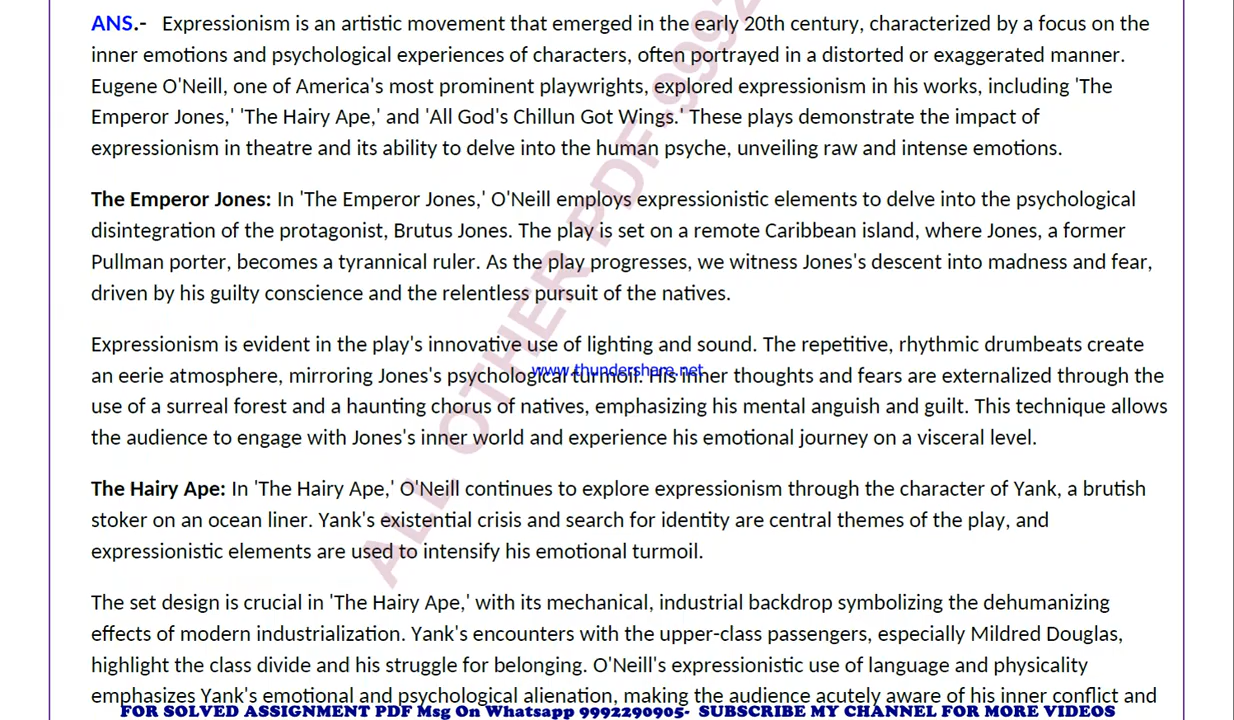 ANS.- Expressionism is an artistic movement that emerged in the early 20th century, characterized by a focus on the
inner emotions and psychological experiences of characters, often portrayed in a distorted or exaggerated manner.
Eugene O'Neill, one of America's most prominent playwrights, explored expressionism in his works, including 'The
Emperor Jones,' 'The Hairy Ape,' and 'All God's Chillun Got Wings.' These plays demonstrate the impact of
expressionism in theatre and its ability to delve into the human psyche, unveiling raw and intense emotions.
The Emperor Jones: In 'The Emperor Jones,' O'Neill employs expressionistic elements to delve into the psychological
disintegration of the protagonist, Brutus Jones. The play is set on a remote Caribbean island, where Jones, a former
Pullman porter, becomes a tyrannical ruler. As the play progresses, we witness Jones's descent into madness and fear,
driven by his guilty conscience and the relentless pursuit of the natives.
Expressionism is evident in the play's innovative use of lighting and sound. The repetitive, rhythmic drumbeats create
an eerie atmosphere, mirroring Jones's psychological turmoil. His inner thoughts and fears are externalized through the
www.thundershare.net
use of a surreal forest and a haunting chorus of natives, emphasizing his mental anguish and guilt. This technique allows
the audience to engage with Jones's inner world and experience his emotional journey on a visceral level.
The Hairy Ape: In 'The Hairy Ape,' O'Neill continues to explore expressionism through the character of Yank, a brutish
stoker on an ocean liner. Yank's existential crisis and search for identity are central themes of the play, and
expressionistic elements are used to intensify his emotional turmoil.
The set design is crucial in 'The Hairy Ape,' with its mechanical, industrial backdrop symbolizing the dehumanizing
effects of modern industrialization. Yank's encounters with the upper-class passengers, especially Mildred Douglas,
highlight the class divide and his struggle for belonging. O'Neill's expressionistic use of language and physicality
emphasizes Yank's emotional and psychological alienation, making the audience acutely aware of his inner conflict and
FOR SOLVED ASSIGNMENT PDF Msg On Whatsapp 9992290905- SUBSCRIBE MY CHANNEL FOR MORE VIDEOS
ALL OTHER PDF-9992